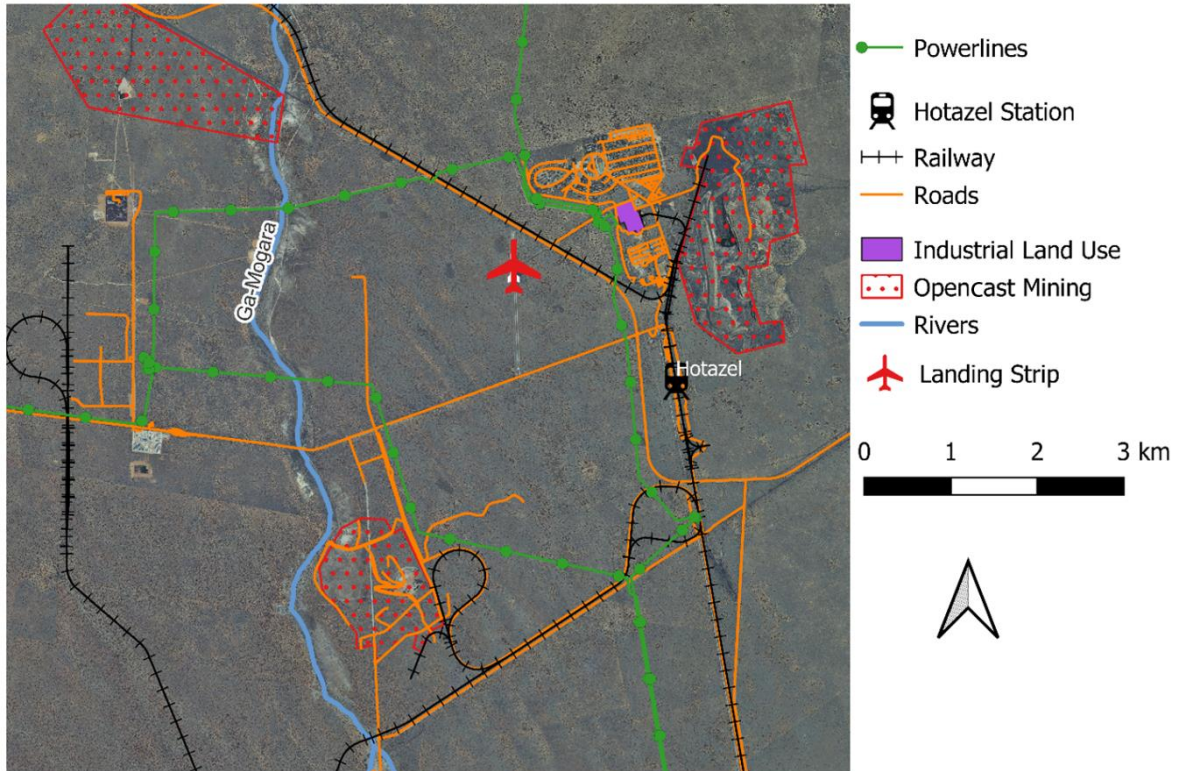 Ga-Mogara
Hotazel
Powerlines
Hotazel Station
Railway
Roads
Industrial Land Use
Opencast Mining
Rivers
Landing Strip
0 1 2 3 km